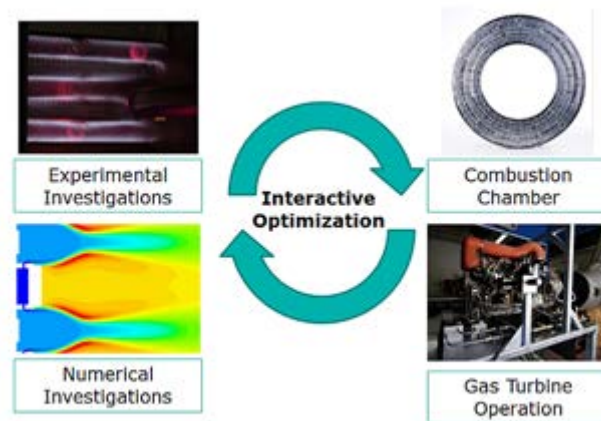 Experimental
Investigations
Combustion
Chamber
Interactive
Optimization
Numerical
Investigations
Gas Turbine
Operation